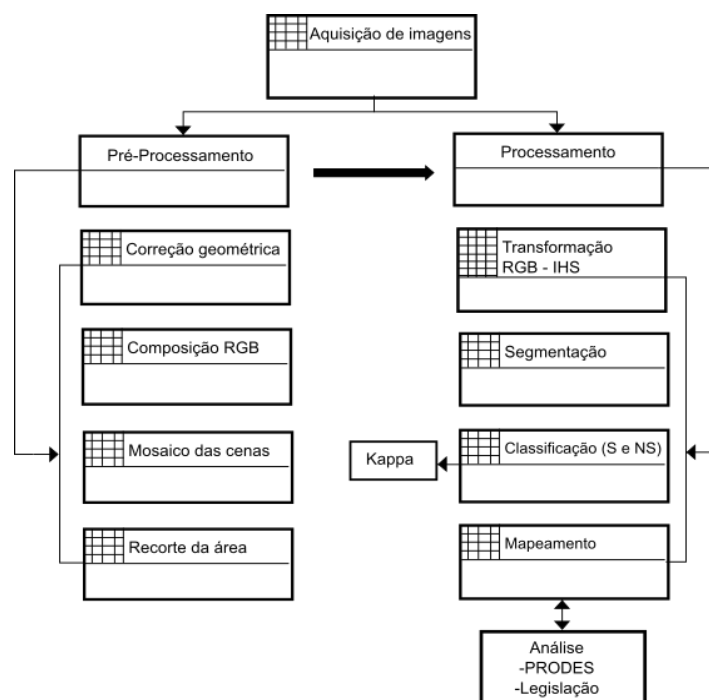 Aquisição de imagens
Pré-Processamento
Processamento
Correção geométrica
Composição RGB
Mosaico das cenas
Recorte da área
Transformação
RGB - IHS
Segmentação
Classificação (S e NS)
Kappa
Mapeamento
Análise
-PRODES
-Legislação